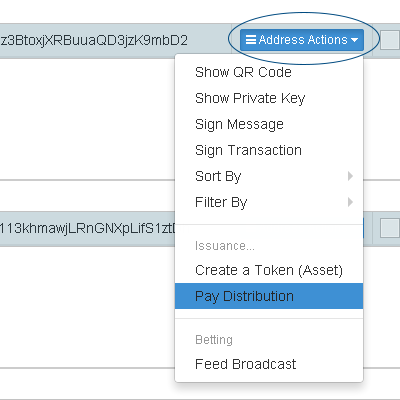 z3BtoxjXRBuuaQD3jzK9mbD2
Address Actions
Show QR Code
Show Private Key
Sign Message
Sign Transaction
Sort By
Filter By
113khmawjLRnGNXpLifS1zt
Issuance...
Create a Token (Asset)
Pay Distribution
Betting
Feed Broadcast